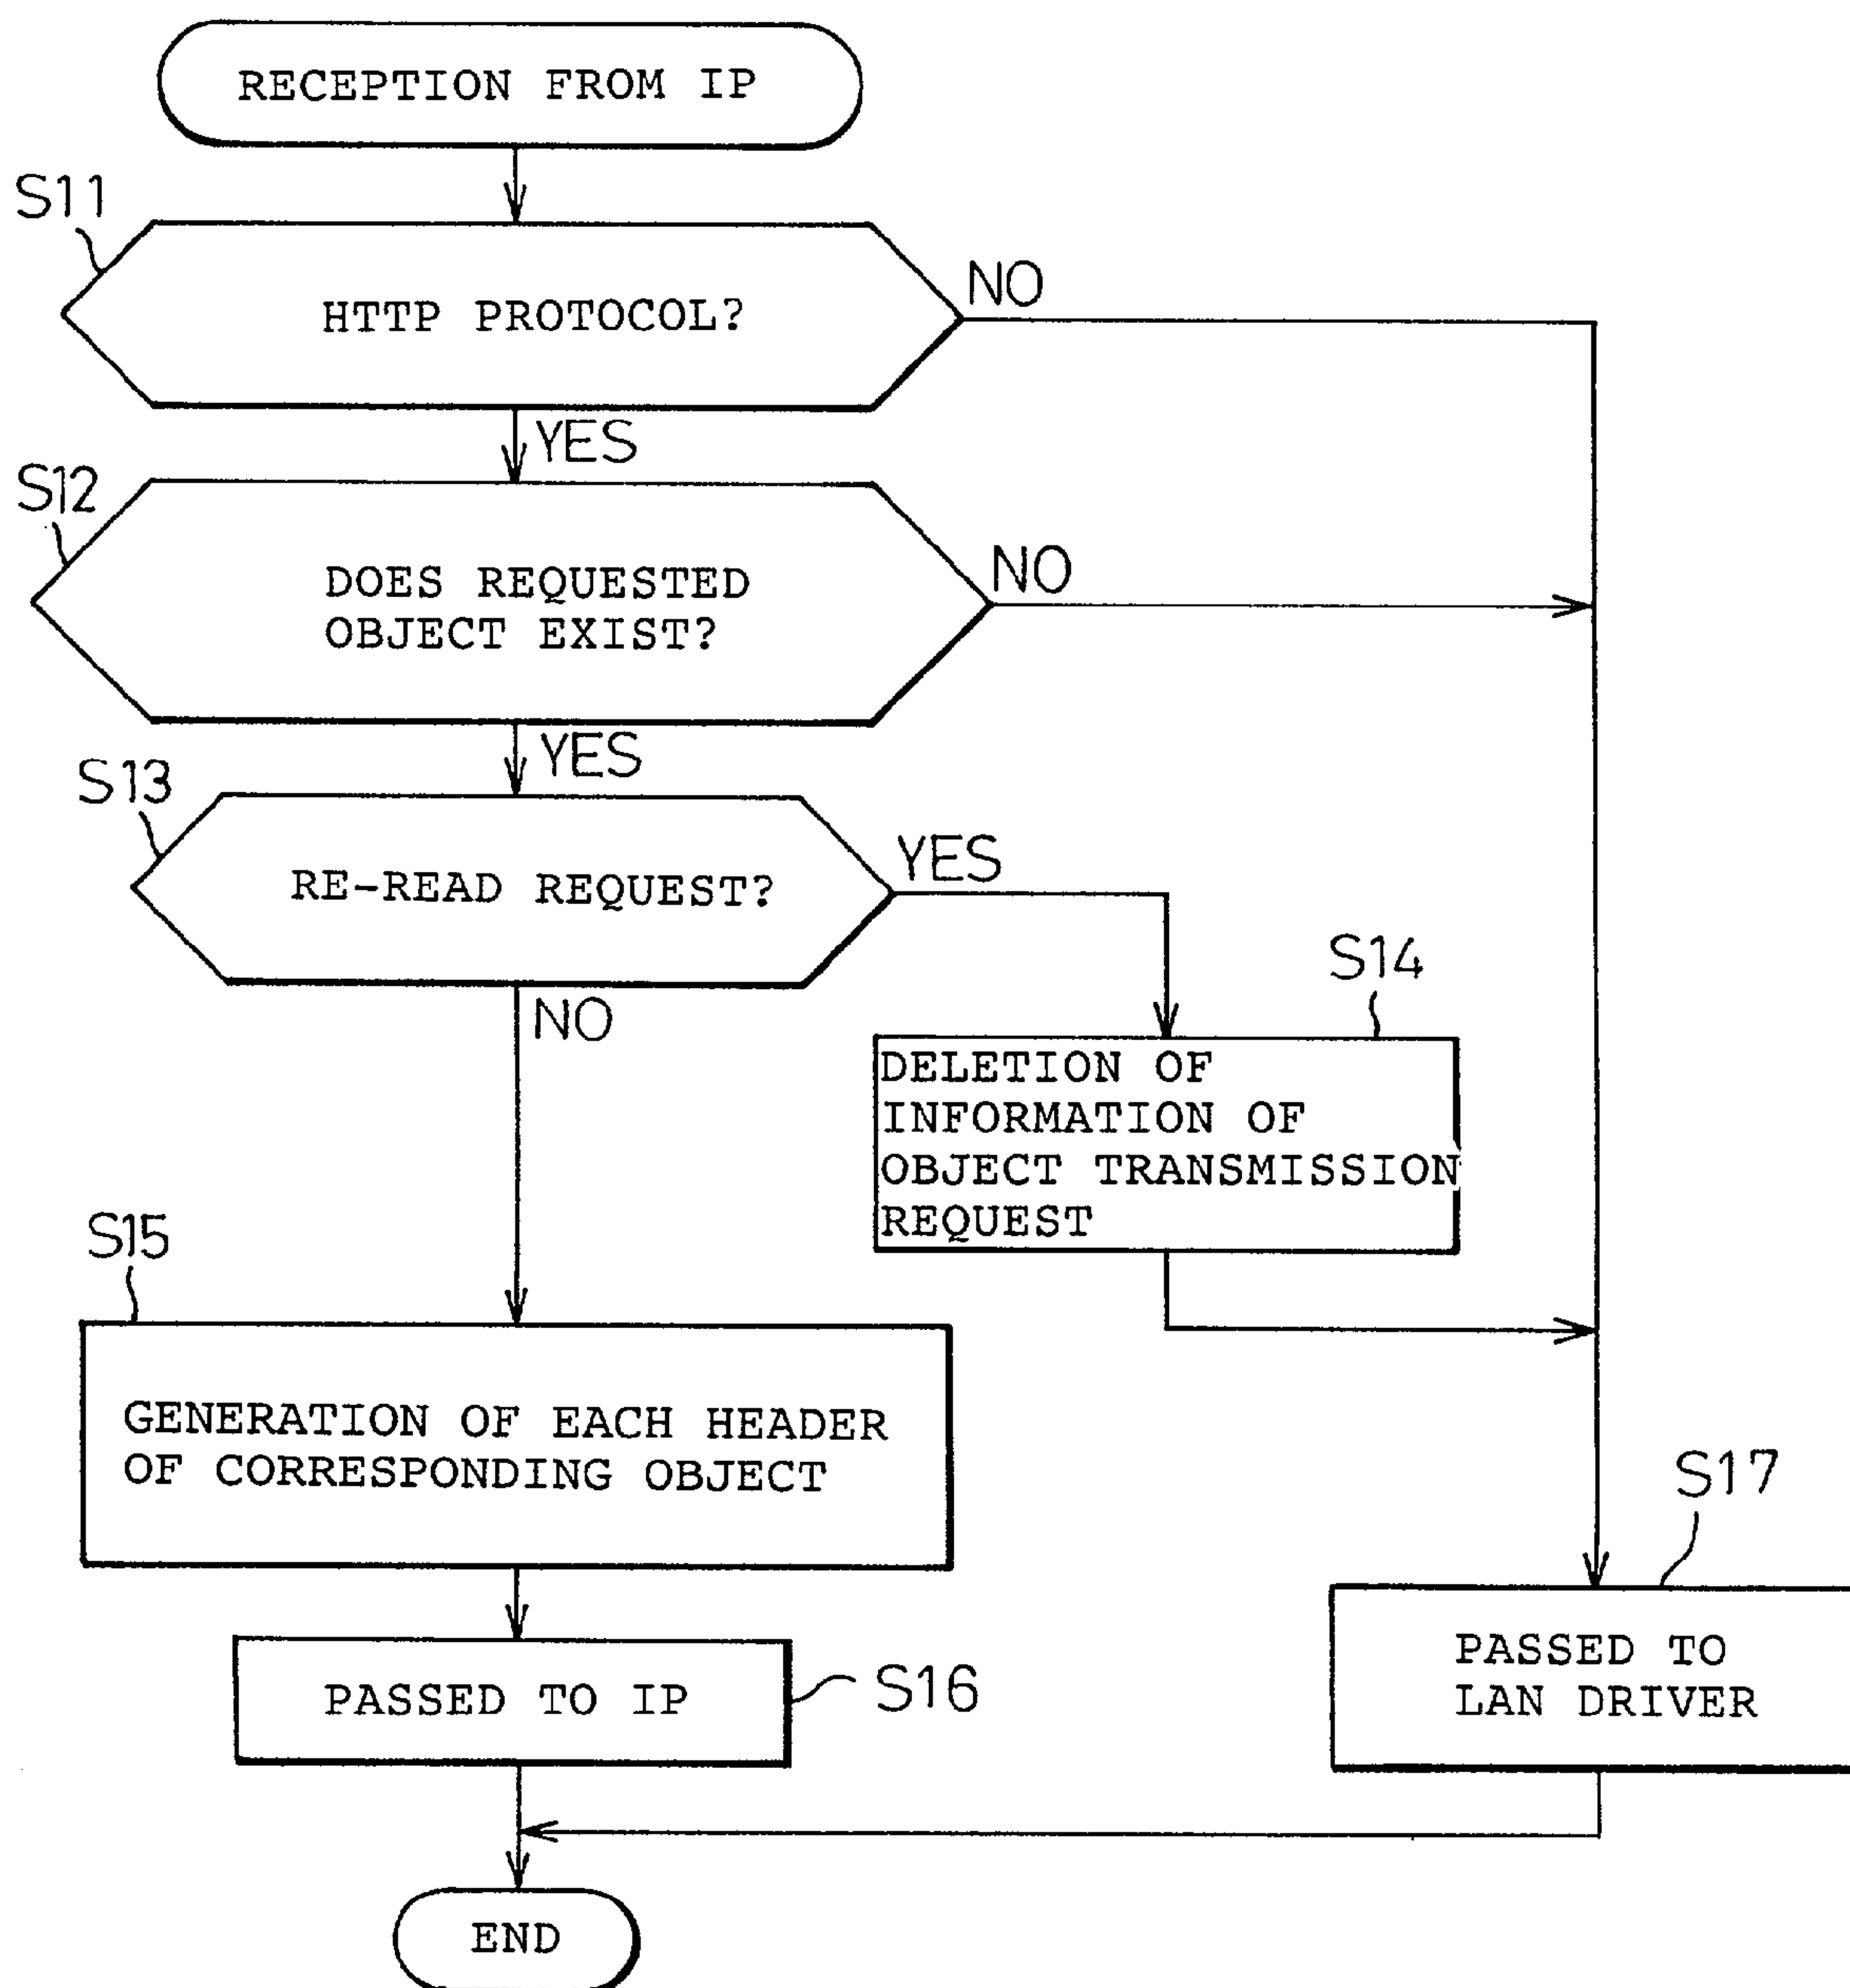 RECEPTION FROM IP
S11
HTTP PROTOCOL?
NO
YES
S12
DOES REQUESTED
OBJECT EXIST?
NO
YES
S13
RE-READ REQUEST?
YES
NO
S14
DELETION OF
INFORMATION OF
OBJECT TRANSMISSION
REQUEST
S15
GENERATION OF EACH HEADER
OF CORRESPONDING OBJECT
S16
PASSED TO IP
S17
PASSED TO
LAN DRIVER
END